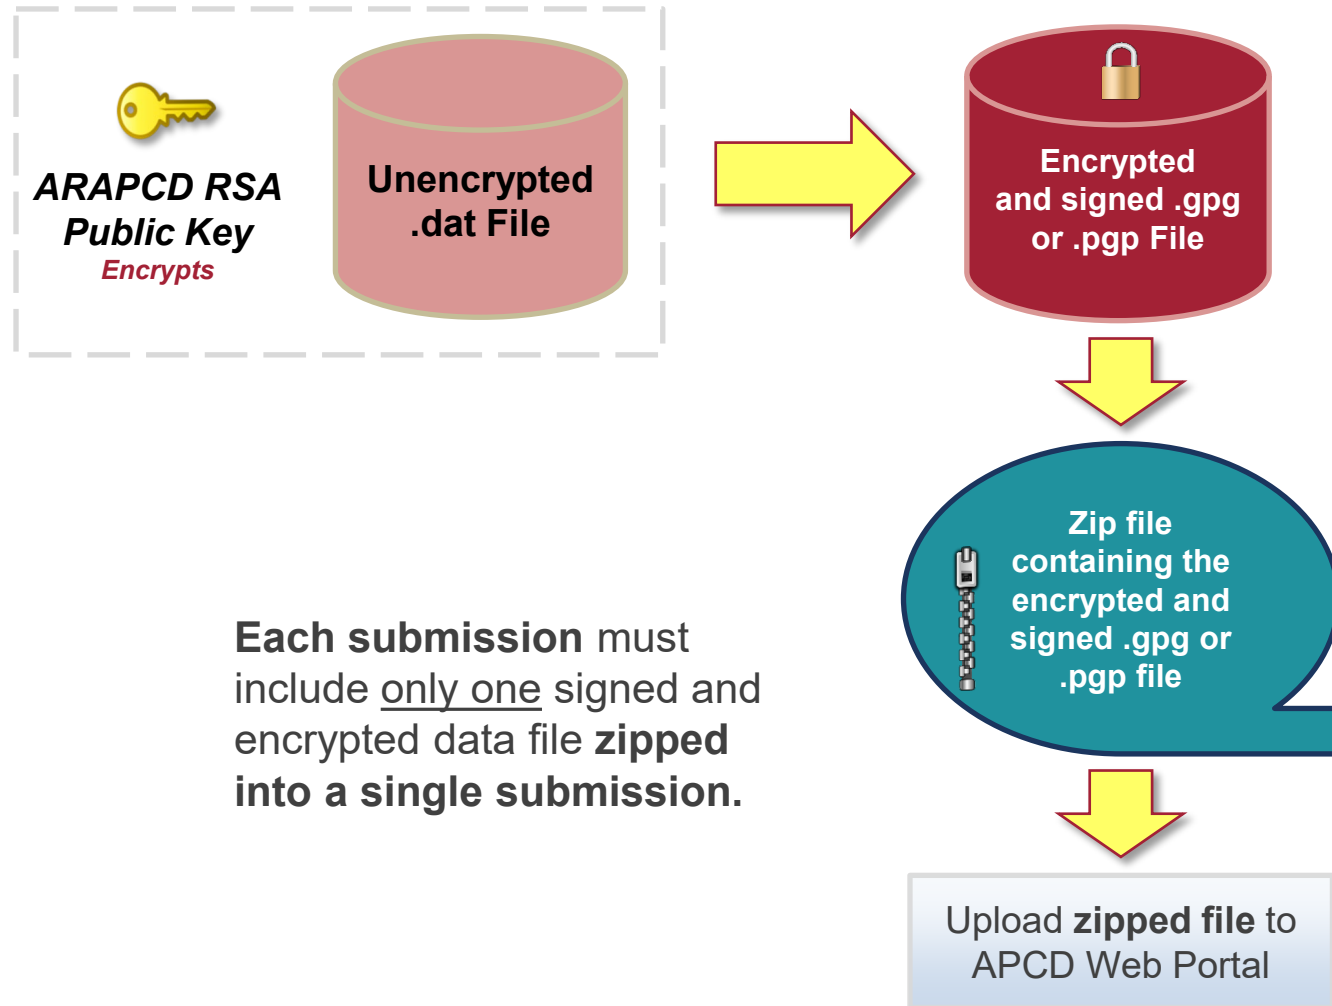 ARAPCD RSA
Public Key
Encrypts
Unencrypted
.dat File
Encrypted
and signed .gpg
or .pgp File
Zip file
containing the
encrypted and
signed .gpg or
.pgp file
Each submission must
include only one signed and
encrypted data file zipped
into a single submission.
Upload zipped file to
APCD Web Portal